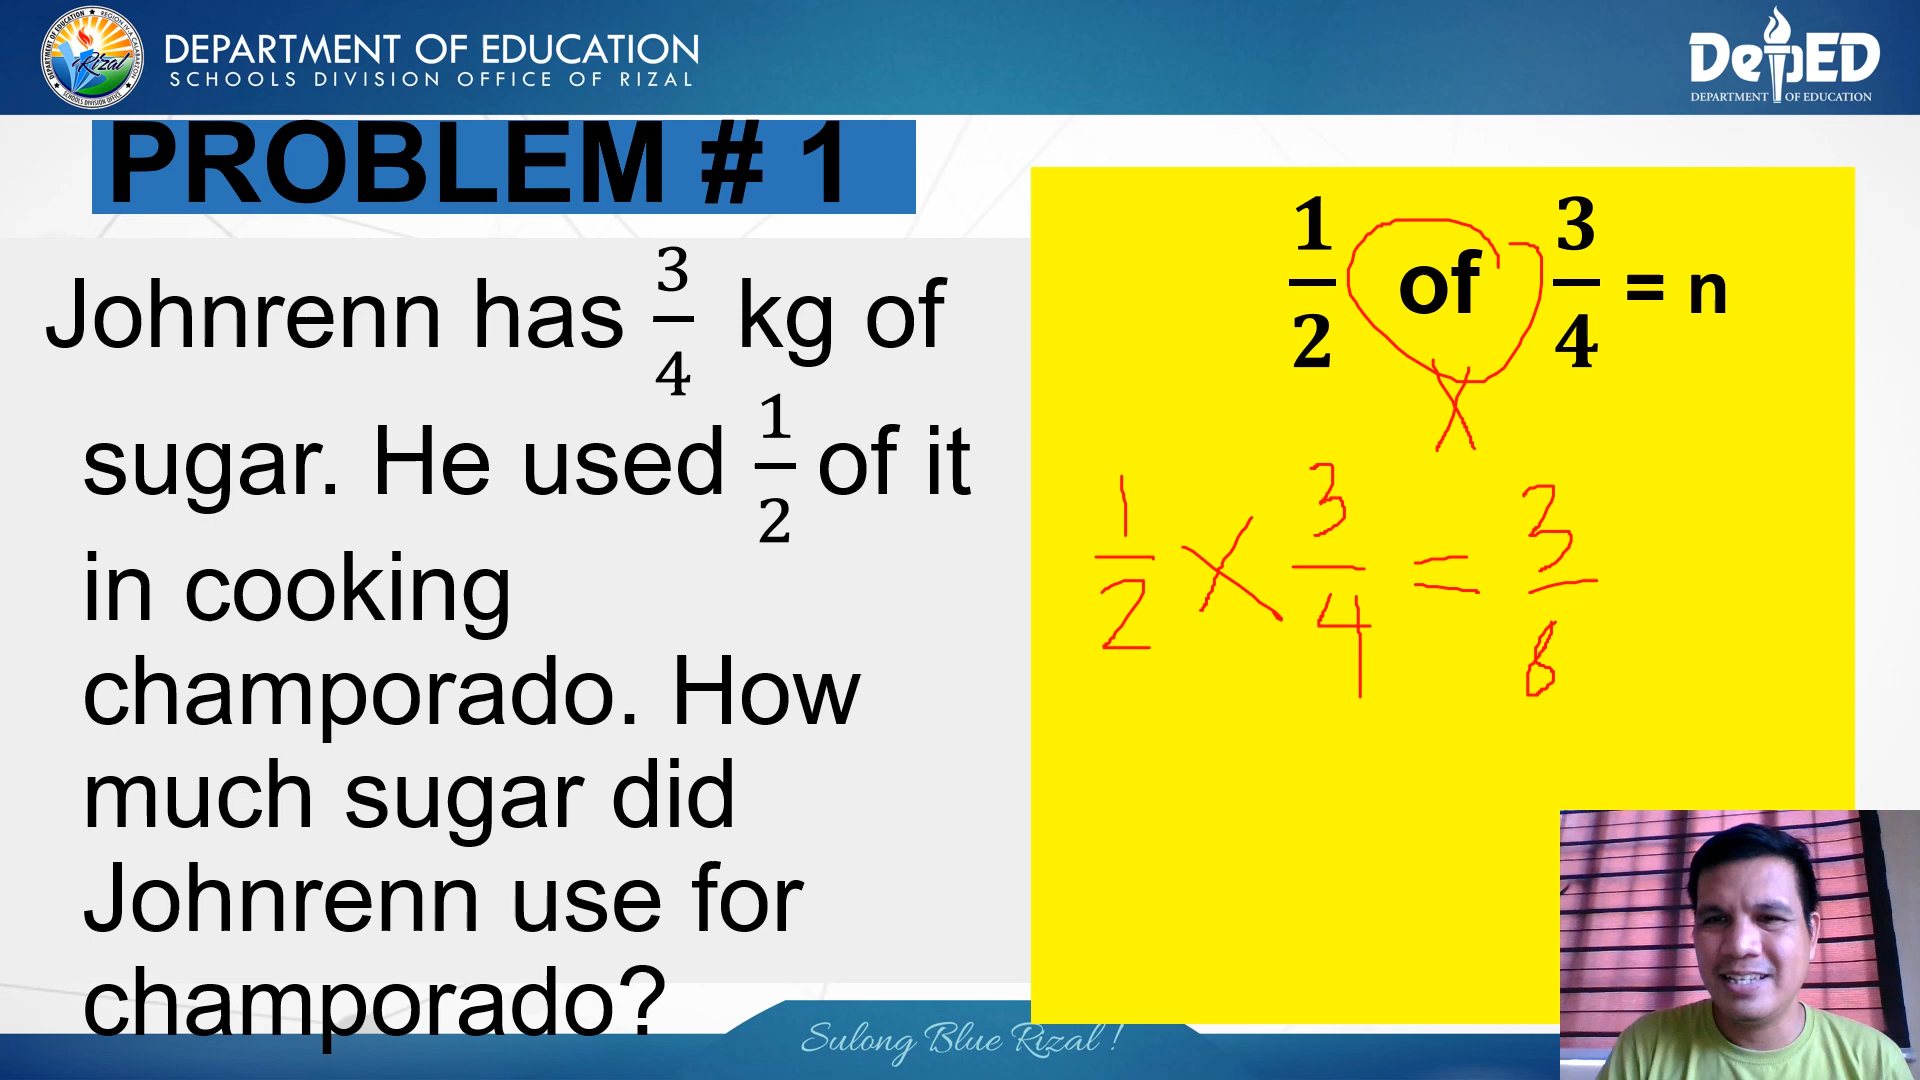 DEPARTMENT OF EDUCATION
SCHOOLS DIVISION OFFICE OF RIZAL
Rizal
DepED
DEPARTMENT OF EDUCATION
PROBLEM # 1
Johnrenn has 3/4 kg of
sugar. He used 1/2 of it
in cooking
champorado. How
much sugar did
Johnrenn use for
champorado?
1/2 of 3/4 = n
X
1/2 X 3/4 = 3/8
Sulong Blue Rizal !